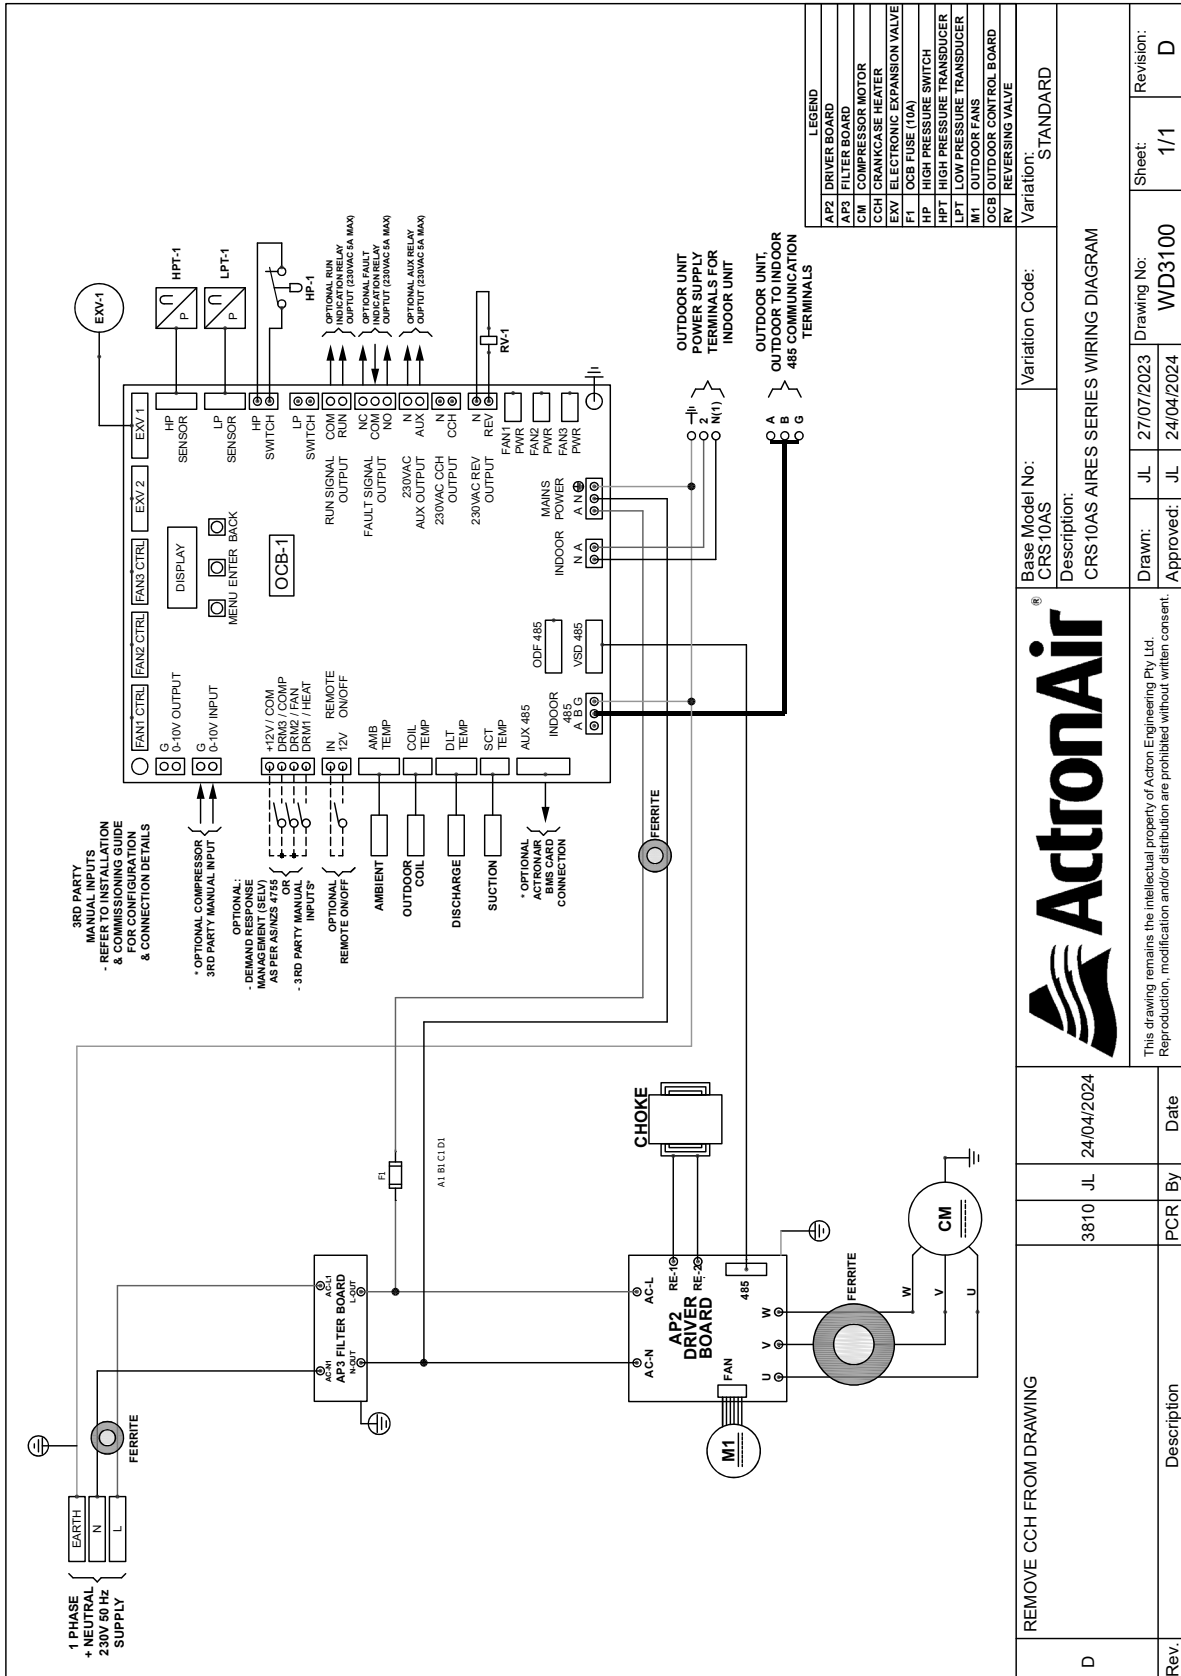 1 PHASE
+ NEUTRAL
230V 50 Hz
SUPPLY
EARTH
N
L
FERRITE
AC-N1
AC-L1
AP3 FILTER BOARD
N-OUT
L-OUT
F1
A1 B1 C1 D1
AC-N
AC-L
AP2
DRIVER
BOARD
RE-1
RE-2
485
FAN
U
V
W
M1
CHOKE
FERRITE
W
V
U
CM
3RD PARTY
MANUAL INPUTS
- REFER TO INSTALLATION
& COMMISSIONING GUIDE
FOR CONFIGURATION
& CONNECTION DETAILS
* OPTIONAL COMPRESSOR
3RD PARTY MANUAL INPUT
OPTIONAL:
- DEMAND RESPONSE
MANAGEMENT (SELV)
AS PER AS/NZS 4755
OR
- 3RD PARTY MANUAL
INPUTS*
OPTIONAL
REMOTE ON/OFF
AMBIENT
OUTDOOR
COIL
DISCHARGE
SUCTION
* OPTIONAL
ACTRONAIR
BMS CARD
CONNECTION
FERRITE
FAN1 CTRL
FAN2 CTRL
FAN3 CTRL
EXV 2
EXV 1
G
0-10V OUTPUT
G
0-10V INPUT
+12V / COM
DRM3 / COMP
DRM2 / FAN
DRM1 / HEAT
IN
12V
REMOTE
ON/OFF
AMB
TEMP
COIL
TEMP
DLT
TEMP
SCT
TEMP
AUX 485
DISPLAY
MENU
ENTER
BACK
OCB-1
INDOOR
485
A B G
ODF 485
VSD 485
INDOOR
N A
MAINS
POWER
A N
HP
SENSOR
LP
SENSOR
HP
SWITCH
LP
SWITCH
RUN SIGNAL
OUTPUT
COM
RUN
FAULT SIGNAL
OUTPUT
NC
COM
NO
230VAC
AUX OUTPUT
N
AUX
230VAC CCH
OUTPUT
N
CCH
230VAC REV
OUTPUT
N
REV
FAN1
PWR
FAN2
PWR
FAN3
PWR
EXV-1
HPT-1
P
LPT-1
P
HP-1
OPTIONAL RUN
INDICATION RELAY
OUPTUT (230VAC 5A MAX)
OPTIONAL FAULT
INDICATION RELAY
OUPTUT (230VAC 5A MAX)
OPTIONAL AUX RELAY
OUPTUT (230VAC 5A MAX)
RV-1
2
N(1)
OUTDOOR UNIT
POWER SUPPLY
TERMINALS FOR
INDOOR UNIT
A
B
G
OUTDOOR UNIT,
OUTDOOR TO INDOOR
485 COMMUNICATION
TERMINALS
LEGEND
AP2 DRIVER BOARD
AP3 FILTER BOARD
CM COMPRESSOR MOTOR
CCH CRANKCASE HEATER
EXV ELECTRONIC EXPANSION VALVE
F1 OCB FUSE (10A)
HP HIGH PRESSURE SWITCH
HPT HIGH PRESSURE TRANSDUCER
LPT LOW PRESSURE TRANSDUCER
M1 OUTDOOR FANS
OCB OUTDOOR CONTROL BOARD
RV REVERSING VALVE
D REMOVE CCH FROM DRAWING 3810 JL 24/04/2024
Rev. Description PCR By Date
ActronAir®
This drawing remains the intellectual property of Actron Engineering Pty Ltd.
Reproduction, modification and/or distribution are prohibited without written consent.
Base Model No:
CRS10AS
Variation Code:
Variation:
STANDARD
Description:
CRS10AS AIRES SERIES WIRING DIAGRAM
Drawn: JL 27/07/2023
Approved: JL 24/04/2024
Drawing No:
WD3100
Sheet:
1/1
Revision:
D